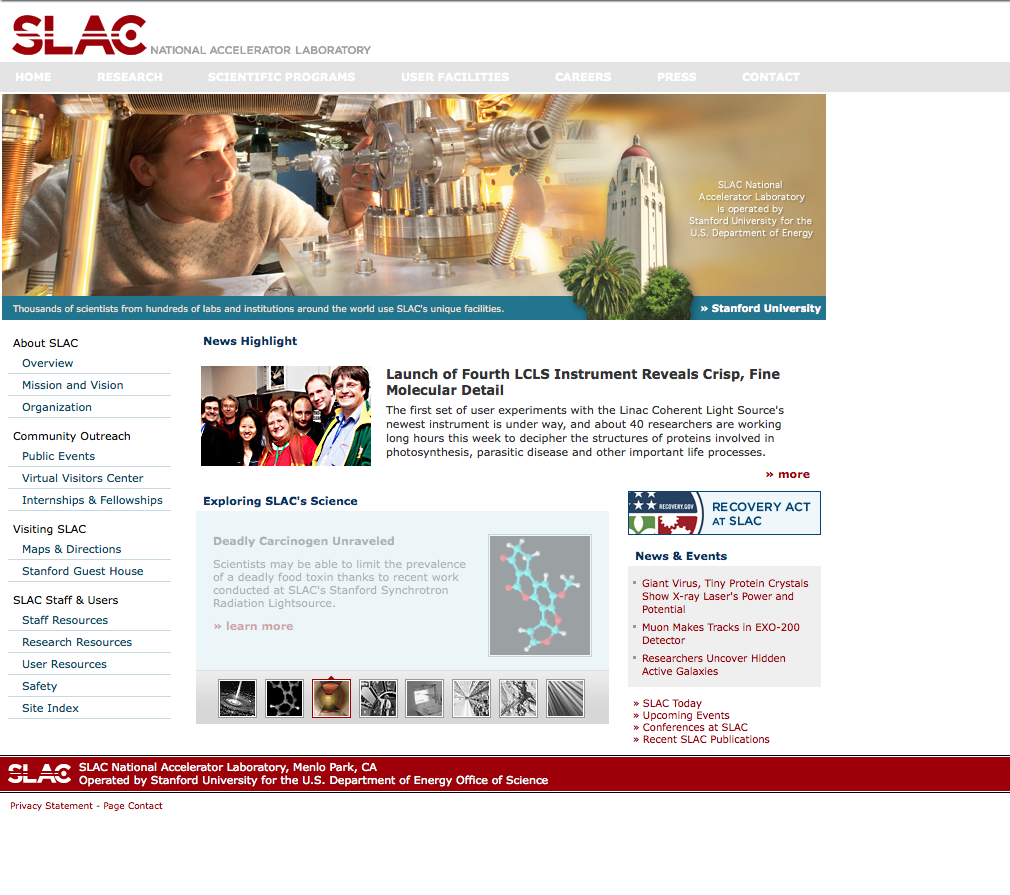 SLAC NATIONAL ACCELERATOR LABORATORY
HOME RESEARCH SCIENTIFIC PROGRAMS USER FACILITIES CAREERS PRESS CONTACT
SLAC National
Accelerator Laboratory
is operated by
Stanford University for the
U.S. Department of Energy
Thousands of scientists from hundreds of labs and institutions around the world use SLAC's unique facilities.
» Stanford University
About SLAC
Overview
Mission and Vision
Organization
Community Outreach
Public Events
Virtual Visitors Center
Internships & Fellowships
Visiting SLAC
Maps & Directions
Stanford Guest House
SLAC Staff & Users
Staff Resources
Research Resources
User Resources
Safety
Site Index
News Highlight
Launch of Fourth LCLS Instrument Reveals Crisp, Fine
Molecular Detail
The first set of user experiments with the Linac Coherent Light Source's
newest instrument is under way, and about 40 researchers are working
long hours this week to decipher the structures of proteins involved in
photosynthesis, parasitic disease and other important life processes.
» more
Exploring SLAC's Science
Deadly Carcinogen Unraveled
Scientists may be able to limit the prevalence
of a deadly food toxin thanks to recent work
conducted at SLAC's Stanford Synchrotron
Radiation Lightsource.
» learn more
RECOVERY.GOV
RECOVERY ACT
AT SLAC
News & Events
Giant Virus, Tiny Protein Crystals
Show X-ray Laser's Power and
Potential
Muon Makes Tracks in EXO-200
Detector
Researchers Uncover Hidden
Active Galaxies
» SLAC Today
» Upcoming Events
» Conferences at SLAC
» Recent SLAC Publications
SLAC
SLAC National Accelerator Laboratory, Menlo Park, CA
Operated by Stanford University for the U.S. Department of Energy Office of Science
Privacy Statement - Page Contact